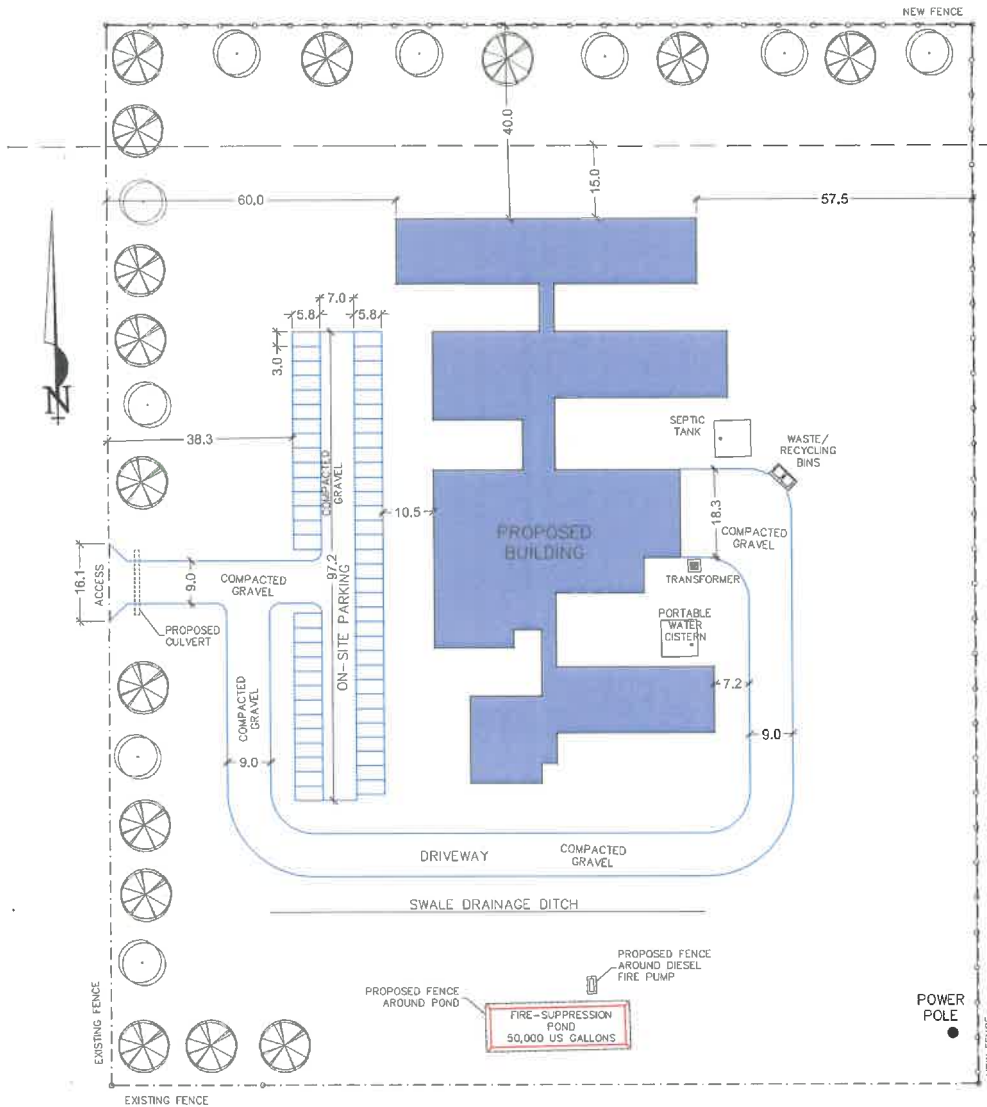 NEW FENCE
40.0
15.0
60.0
57.5
7.0
5.8
5.8
3.0
N
38.3
COMPACTED
GRAVEL
10.5
SEPTIC
TANK
WASTE/
RECYCLING
BINS
PROPOSED
BUILDING
18.3
COMPACTED
GRAVEL
16.1
ACCESS
9.0
COMPACTED
GRAVEL
97.2
ON-SITE PARKING
TRANSFORMER
PROPOSED
CULVERT
PORTABLE
WATER
CISTERN
COMPACTED
GRAVEL
7.2
9.0
9.0
DRIVEWAY
COMPACTED
GRAVEL
SWALE DRAINAGE DITCH
PROPOSED FENCE
AROUND DIESEL
FIRE PUMP
PROPOSED FENCE
AROUND POND
FIRE-SUPPRESSION
POND
50,000 US GALLONS
POWER
POLE
EXISTING FENCE
EXISTING FENCE